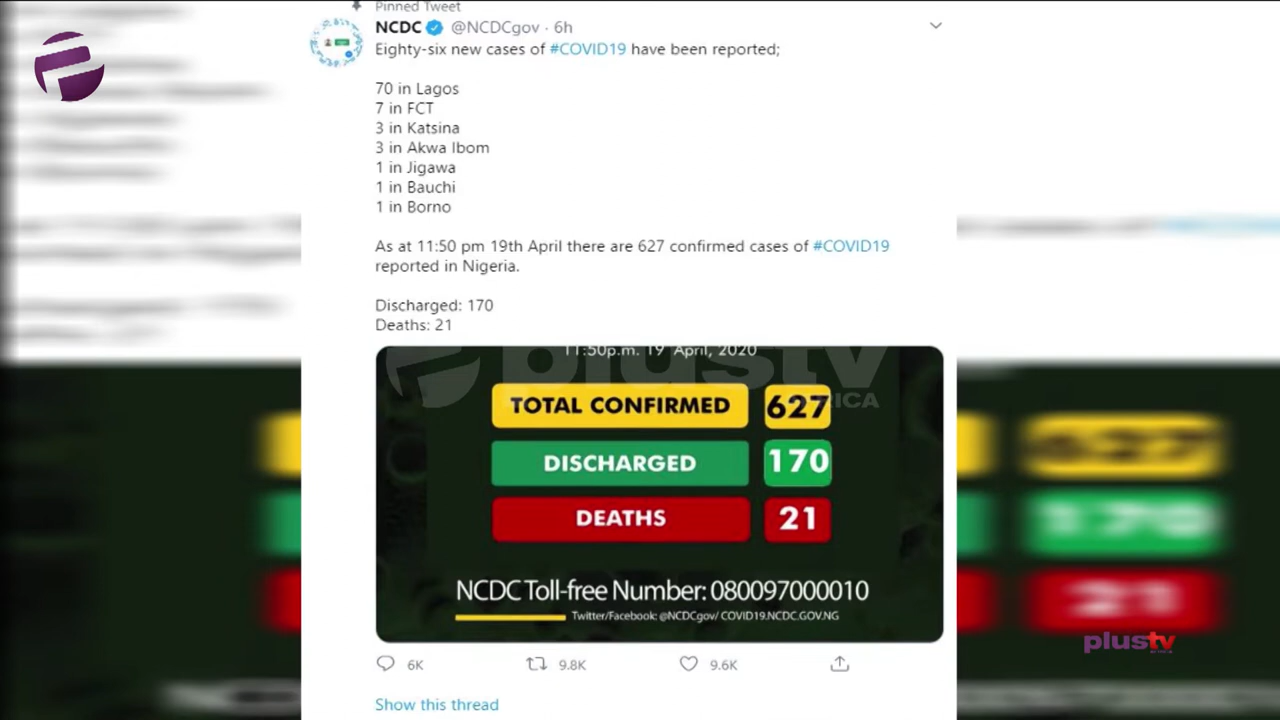 Pinned Tweet
NCDC @NCDCgov · 6h
Eighty-six new cases of #COVID19 have been reported;
70 in Lagos
7 in FCT
3 in Katsina
3 in Akwa Ibom
1 in Jigawa
1 in Bauchi
1 in Borno
As at 11:50 pm 19th April there are 627 confirmed cases of #COVID19
reported in Nigeria.
Discharged: 170
Deaths: 21
11:50p.m. 19 April, 2020
plustv
TOTAL CONFIRMED 627
DISCHARGED 170
DEATHS 21
NCDC Toll-free Number: 080097000010
Twitter/Facebook: @NCDCgov/ COVID19.NCDC.GOV.NG
plustv
6K 9.8K 9.6K
Show this thread